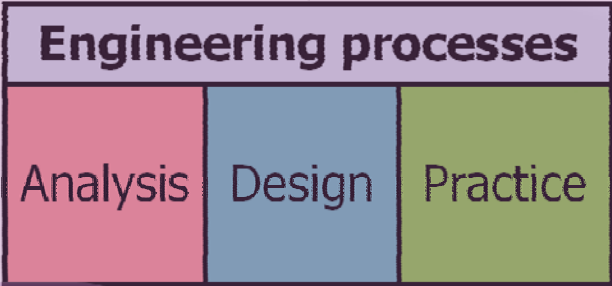 Engineering processes
Analysis
Design
Practice